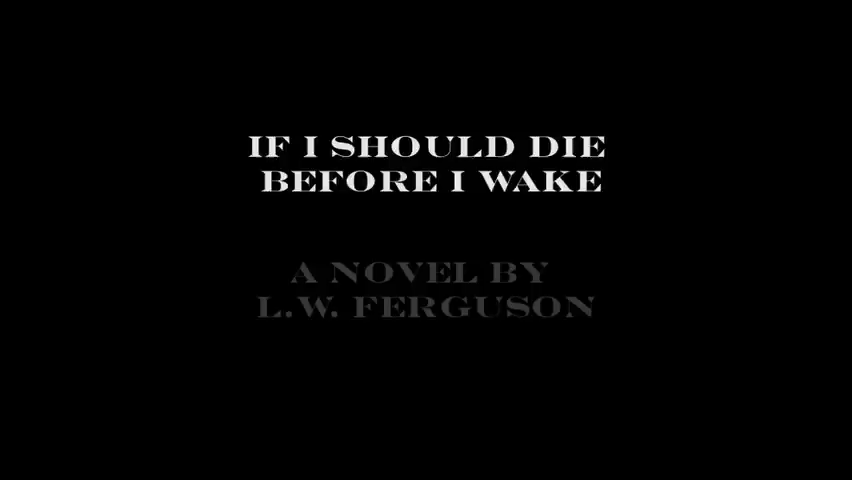 IF I SHOULD DIE
BEFORE I WAKE
A NOVEL BY
L.W. FERGUSON